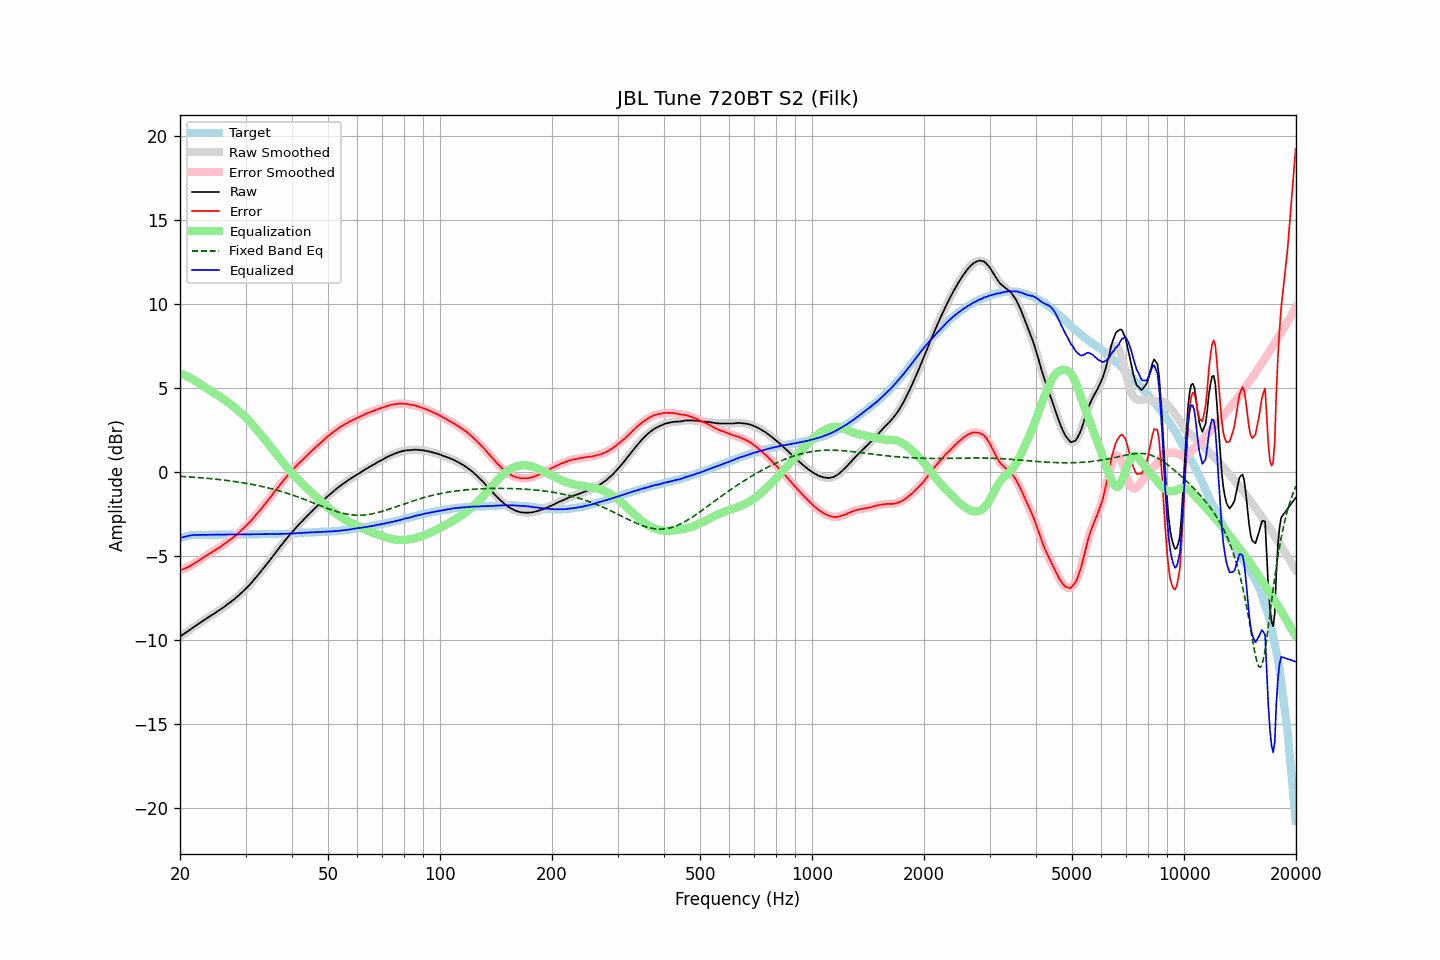 JBL Tune 720BT S2 (Filk)
Target
Raw Smoothed
Error Smoothed
Raw
Error
Equalization
Fixed Band Eq
Equalized
20
15
10
5
0
−5
−10
−15
−20
Amplitude (dBr)
20 50 100 200 500 1000 2000 5000 10000 20000
Frequency (Hz)